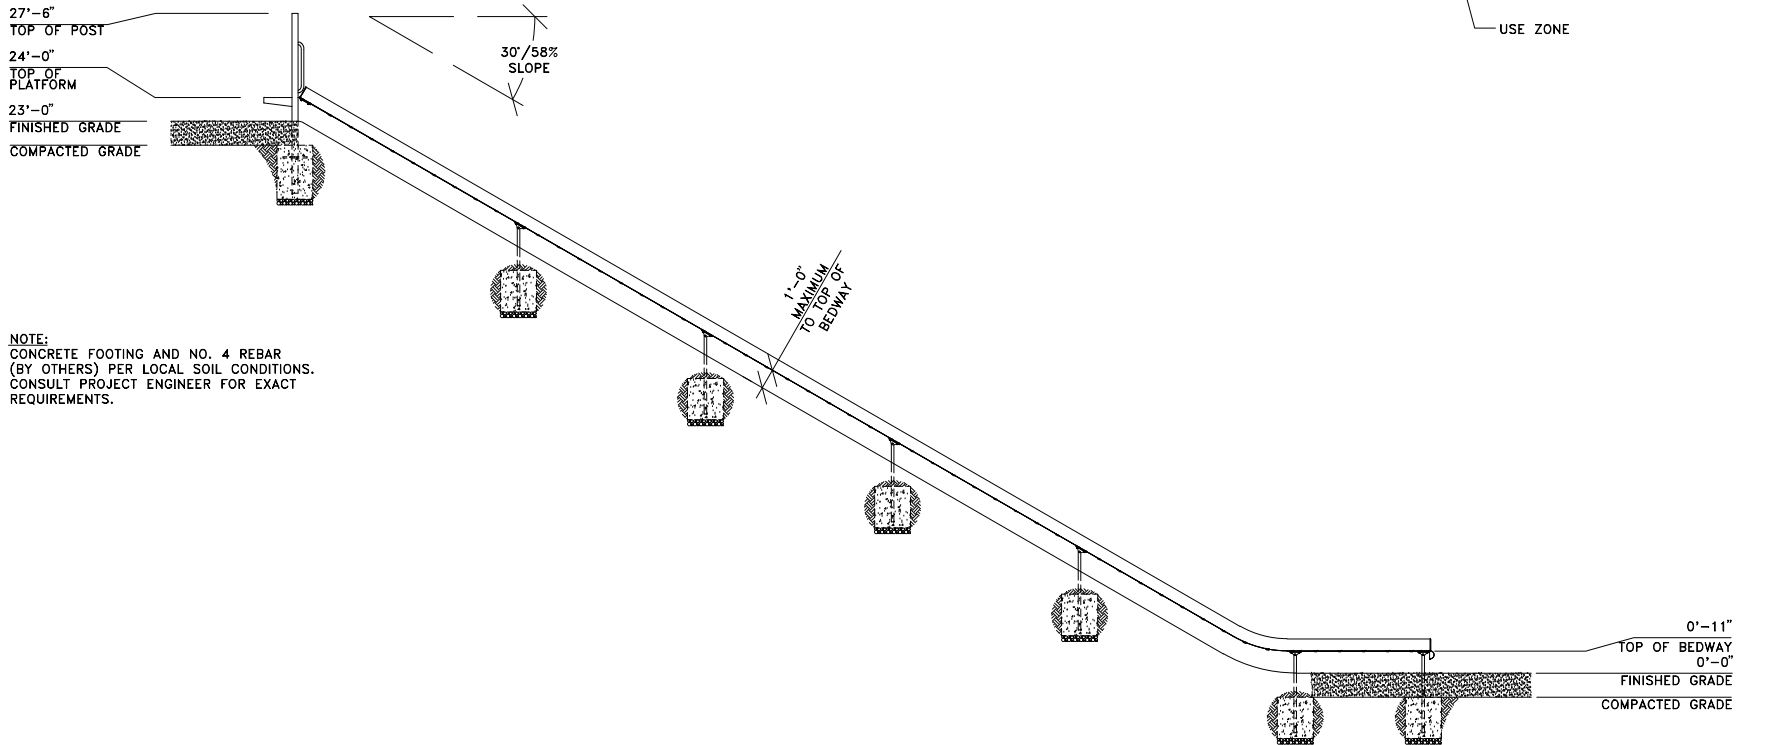 27'-6"
TOP OF POST
24'-0"
TOP OF
PLATFORM
23'-0"
FINISHED GRADE
COMPACTED GRADE
30°/58%
SLOPE
USE ZONE
1'-0"
MAXIMUM
TO TOP OF
BEDWAY
NOTE:
CONCRETE FOOTING AND NO. 4 REBAR
(BY OTHERS) PER LOCAL SOIL CONDITIONS.
CONSULT PROJECT ENGINEER FOR EXACT
REQUIREMENTS.
0'-11"
TOP OF BEDWAY
0'-0"
FINISHED GRADE
COMPACTED GRADE